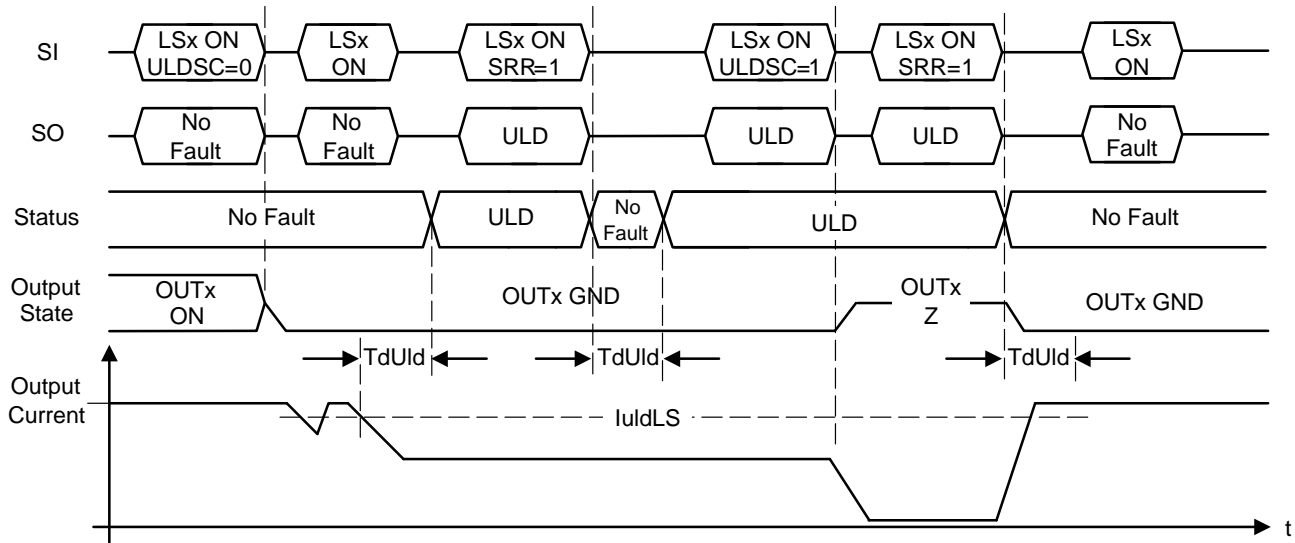 SI
LSx ON
ULDSC=0
LSx
ON
LSx ON
SRR=1
LSx ON
ULDSC=1
LSx ON
SRR=1
LSx
ON
SO
No
Fault
No
Fault
ULD
ULD
ULD
No
Fault
Status
No Fault
ULD
No
Fault
ULD
No Fault
Output
State
OUTx
ON
OUTx GND
OUTx
Z
OUTx GND
TdUld
TdUld
TdUld
Output
Current
IuldLS
t